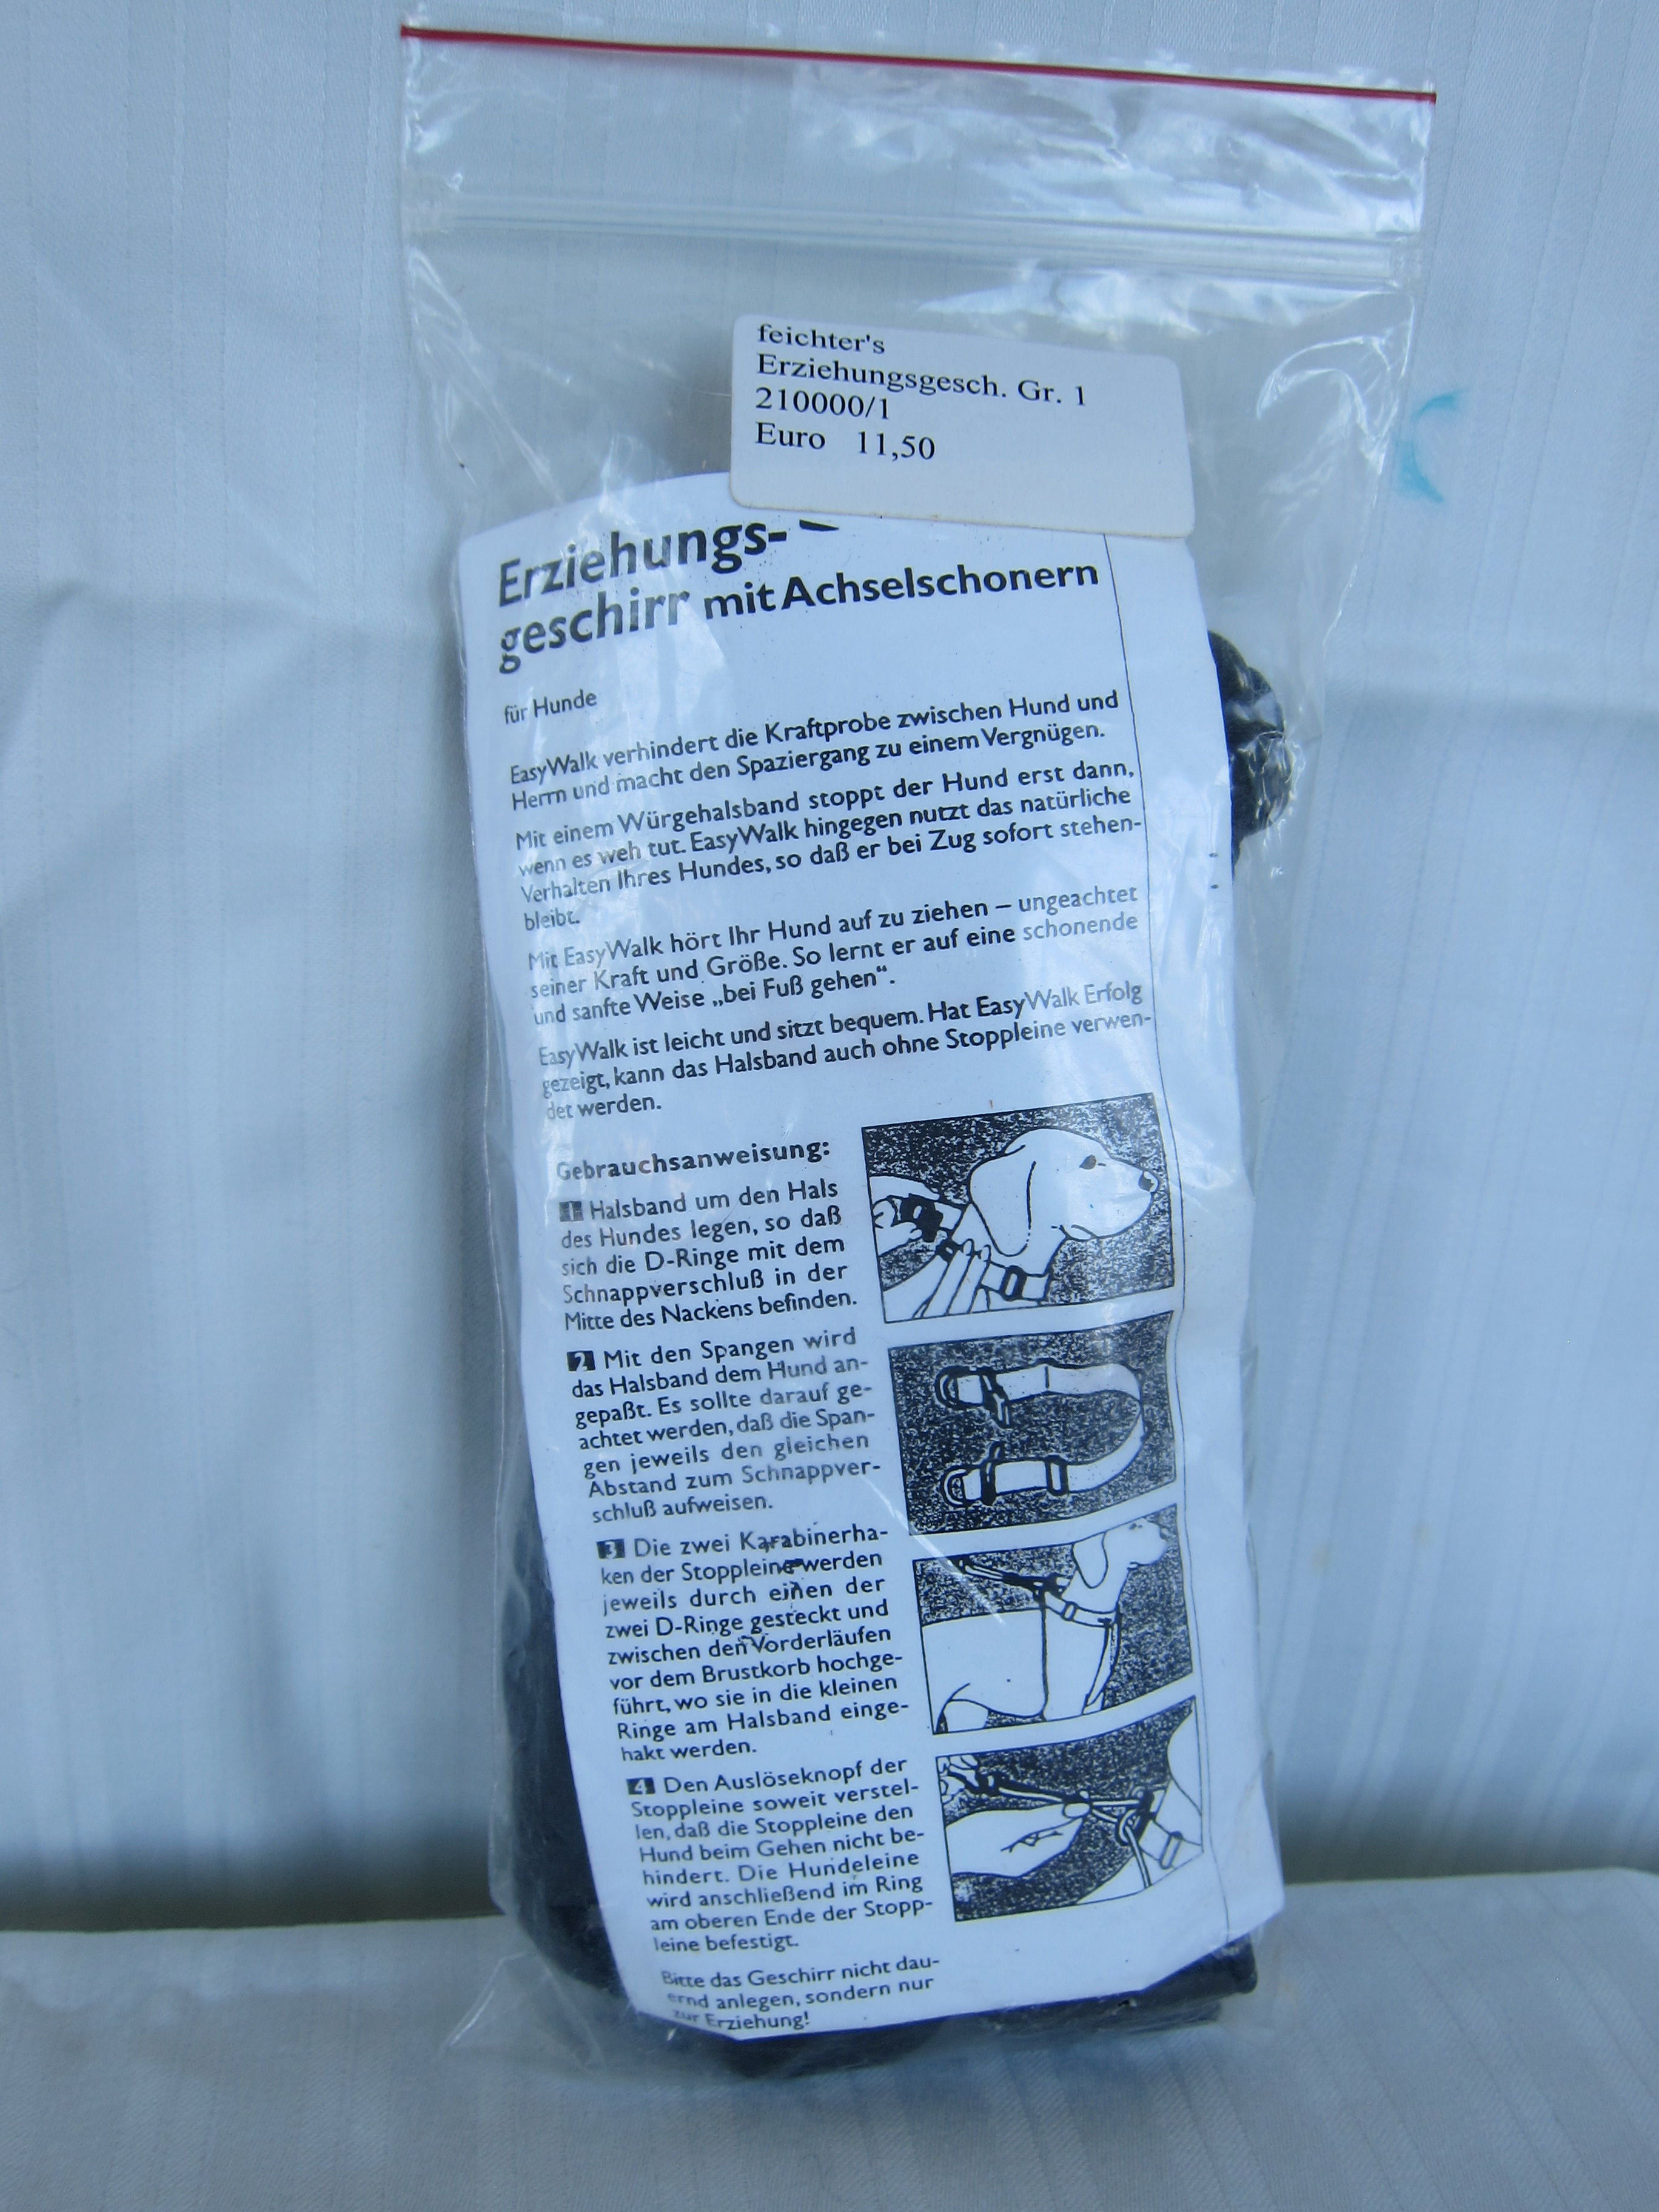 feichter's
Erziehungsgesch. Gr. 1
210000/1
Euro 11,50
Erziehungs-
geschirr mit Achselschonern
für Hunde
EasyWalk verhindert die Kraftprobe zwischen Hund und
Herrn und macht den Spaziergang zu einem Vergnügen.
Mit einem Würgehalsband stoppt der Hund erst dann,
wenn es weh tut. EasyWalk hingegen nutzt das natürliche
Verhalten Ihres Hundes, so daß er bei Zug sofort stehen-
bleibt.
Mit EasyWalk hört Ihr Hund auf zu ziehen – ungeachtet
seiner Kraft und Größe. So lernt er auf eine schonende
und sanfte Weise „bei Fuß gehen“.
EasyWalk ist leicht und sitzt bequem. Hat EasyWalk Erfolg
gezeigt, kann das Halsband auch ohne Stoppleine verwen-
det werden.
Gebrauchsanweisung:
1 Halsband um den Hals
des Hundes legen, so daß
sich die D-Ringe mit dem
Schnappverschluß in der
Mitte des Nackens befinden.
2 Mit den Spangen wird
das Halsband dem Hund an-
gepaßt. Es sollte darauf ge-
achtet werden, daß die Span-
gen jeweils den gleichen
Abstand zum Schnappver-
schluß aufweisen.
3 Die zwei Karabinerha-
ken der Stoppleine werden
jeweils durch einen der
zwei D-Ringe gesteckt und
zwischen den Vorderläufen
vor dem Brustkorb hochge-
führt, wo sie in die kleinen
Ringe am Halsband einge-
hakt werden.
4 Den Auslöseknopf der
Stoppleine soweit verstel-
len, daß die Stoppleine den
Hund beim Gehen nicht be-
hindert. Die Hundeleine
wird anschließend im Ring
am oberen Ende der Stopp-
leine befestigt.
Bitte das Geschirr nicht dau-
ernd anlegen, sondern nur
zur Erziehung!